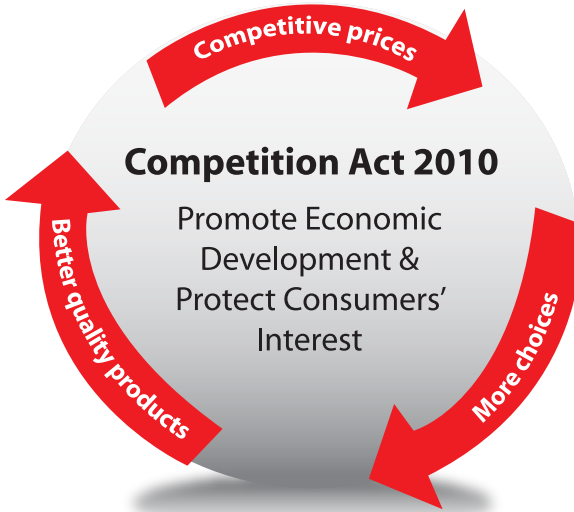 Competitive prices
Competition Act 2010
Promote Economic
Development &
Protect Consumers’
Interest
More choices
Better quality products